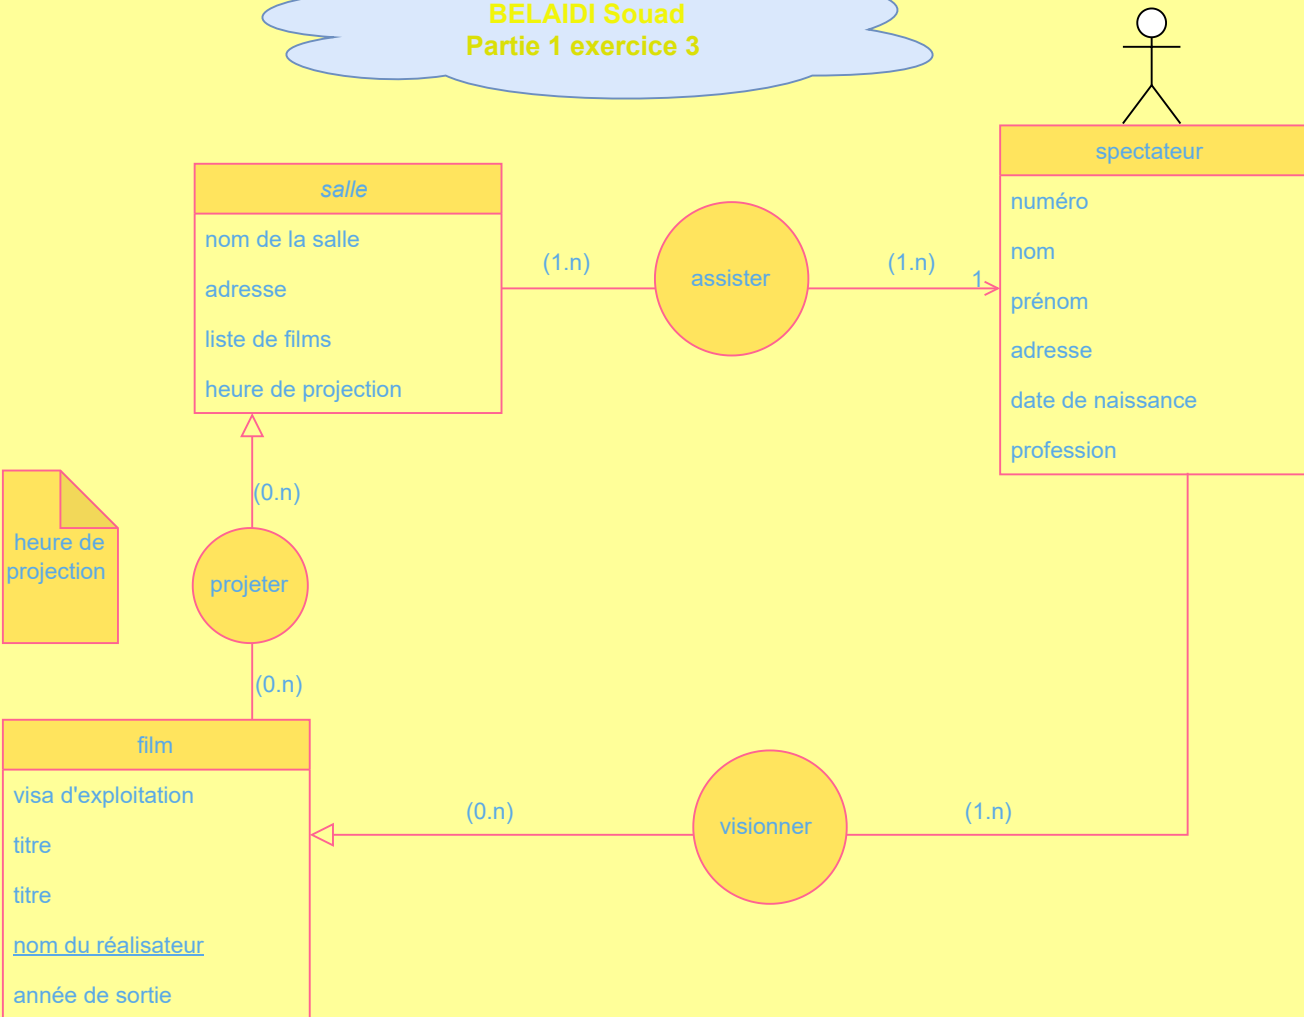 BELAIDI Souad
Partie 1 exercice 3
spectateur
numéro
nom
prénom
adresse
date de naissance
profession
salle
nom de la salle
adresse
liste de films
heure de projection
(1.n)
assister
(1.n)
1
(0.n)
heure de
projection
projeter
(0.n)
film
visa d'exploitation
titre
titre
nom du réalisateur
année de sortie
(0.n)
visionner
(1.n)